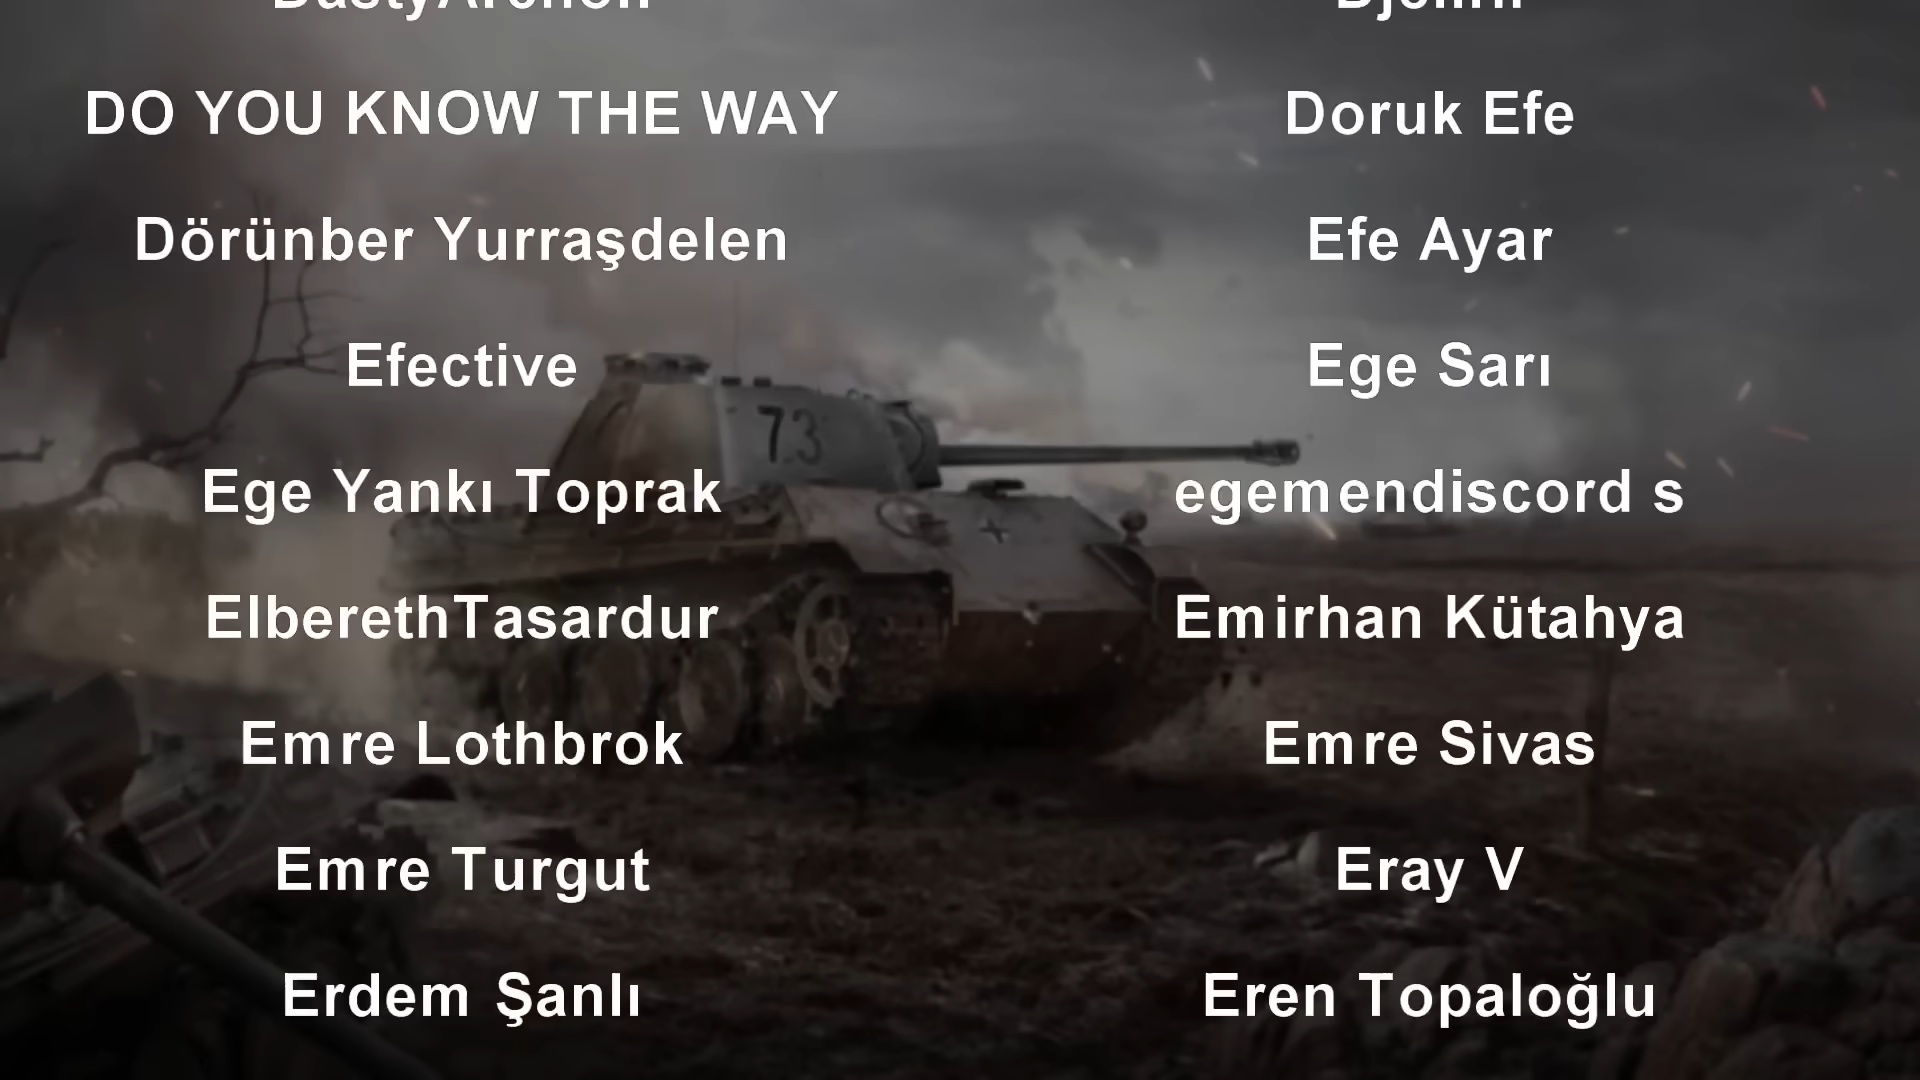 DO YOU KNOW THE WAY
Doruk Efe
Dörünber Yurraşdelen
Efe Ayar
Efective
Ege Sarı
73
Ege Yankı Toprak
egemendiscord s
ElberethTasardur
Emirhan Kütahya
Emre Lothbrok
Emre Sivas
Emre Turgut
Eray V
Erdem Şanlı
Eren Topaloğlu